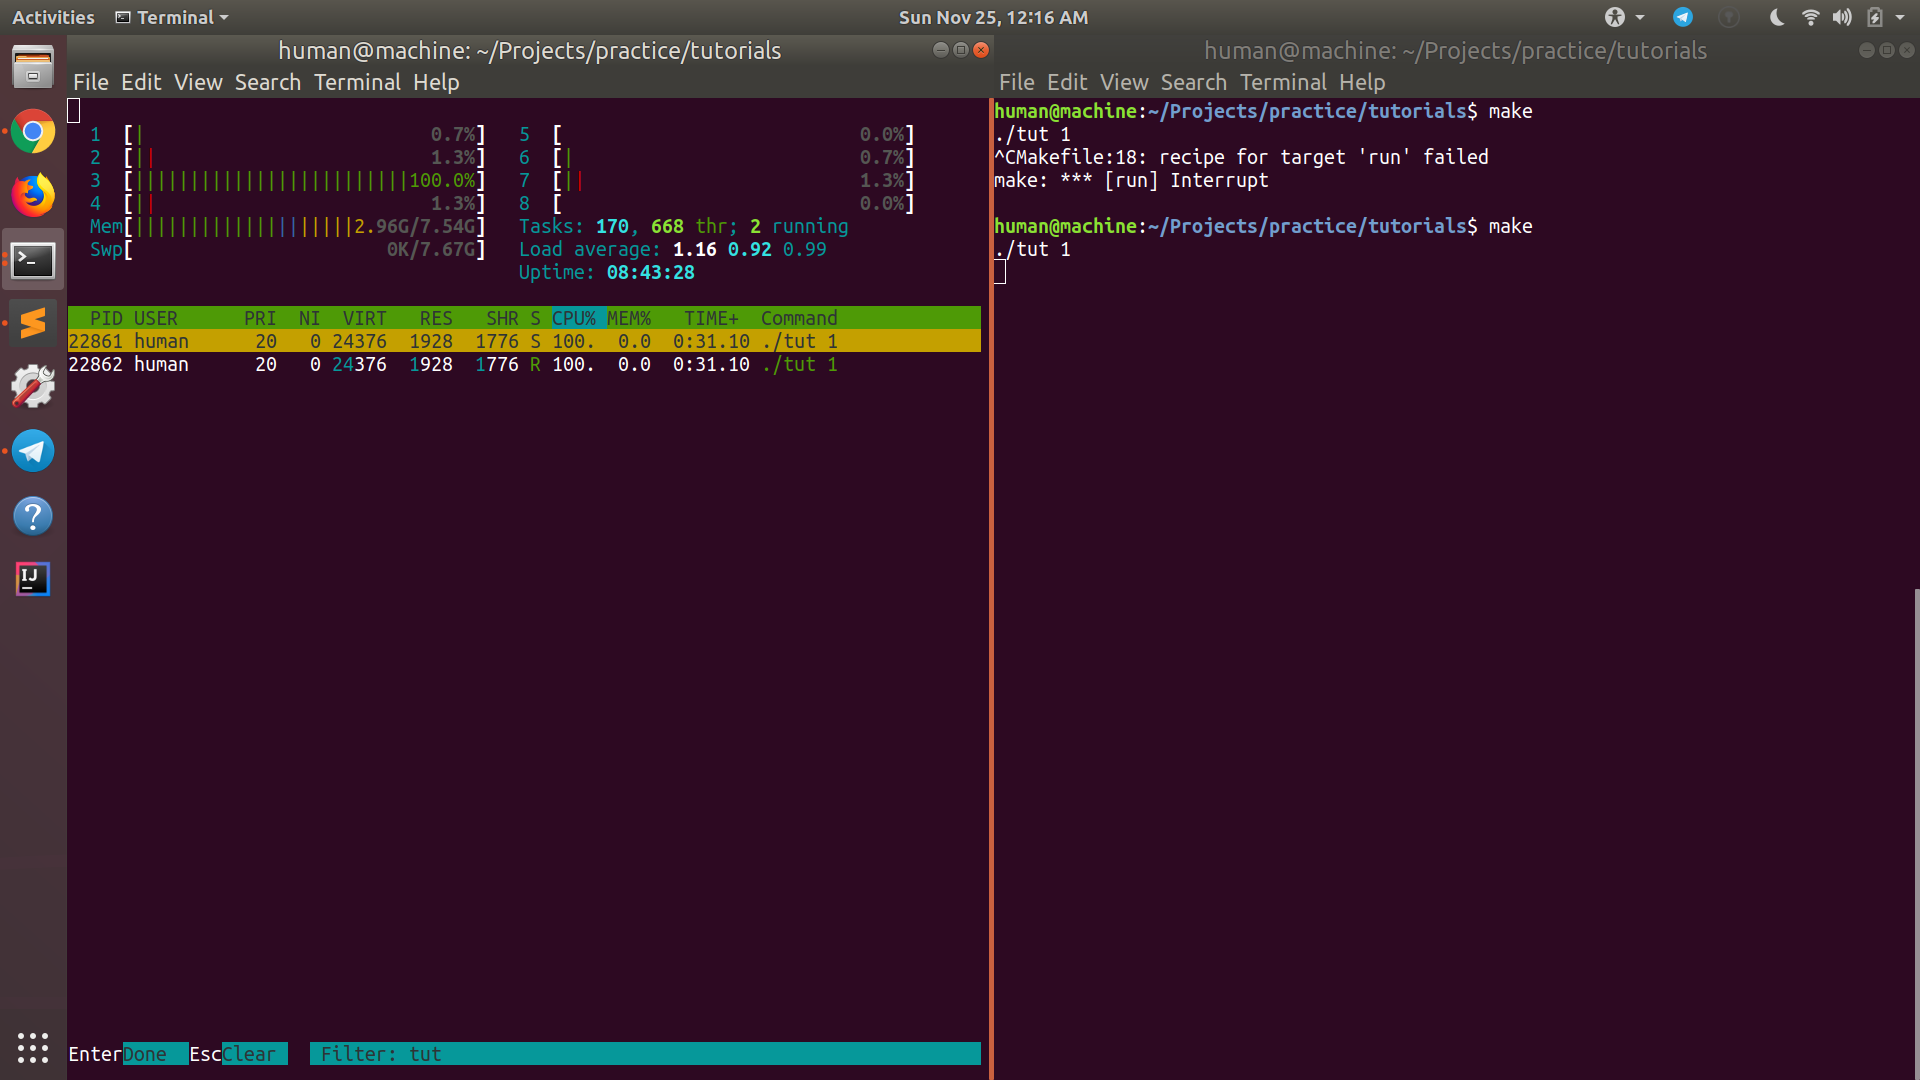 Activities Terminal Sun Nov 25, 12:16 AM
human@machine: ~/Projects/practice/tutorials
File Edit View Search Terminal Help
1 [| 0.7%] 5 [ 0.0%]
2 [|| 1.3%] 6 [| 0.7%]
3 [|||||||||||||||||||||||||100.0%] 7 [|| 1.3%]
4 [|| 1.3%] 8 [ 0.0%]
Mem[||||||||||||||||||||2.96G/7.54G] Tasks: 170, 668 thr; 2 running
Swp[ 0K/7.67G] Load average: 1.16 0.92 0.99
Uptime: 08:43:28
PID USER PRI NI VIRT RES SHR S CPU% MEM% TIME+ Command
22861 human 20 0 24376 1928 1776 S 100. 0.0 0:31.10 ./tut 1
22862 human 20 0 24376 1928 1776 R 100. 0.0 0:31.10 ./tut 1
EnterDone EscClear Filter: tut
human@machine: ~/Projects/practice/tutorials
File Edit View Search Terminal Help
human@machine:~/Projects/practice/tutorials$ make
./tut 1
^CMakefile:18: recipe for target 'run' failed
make: *** [run] Interrupt
human@machine:~/Projects/practice/tutorials$ make
./tut 1
>_
?
IJ